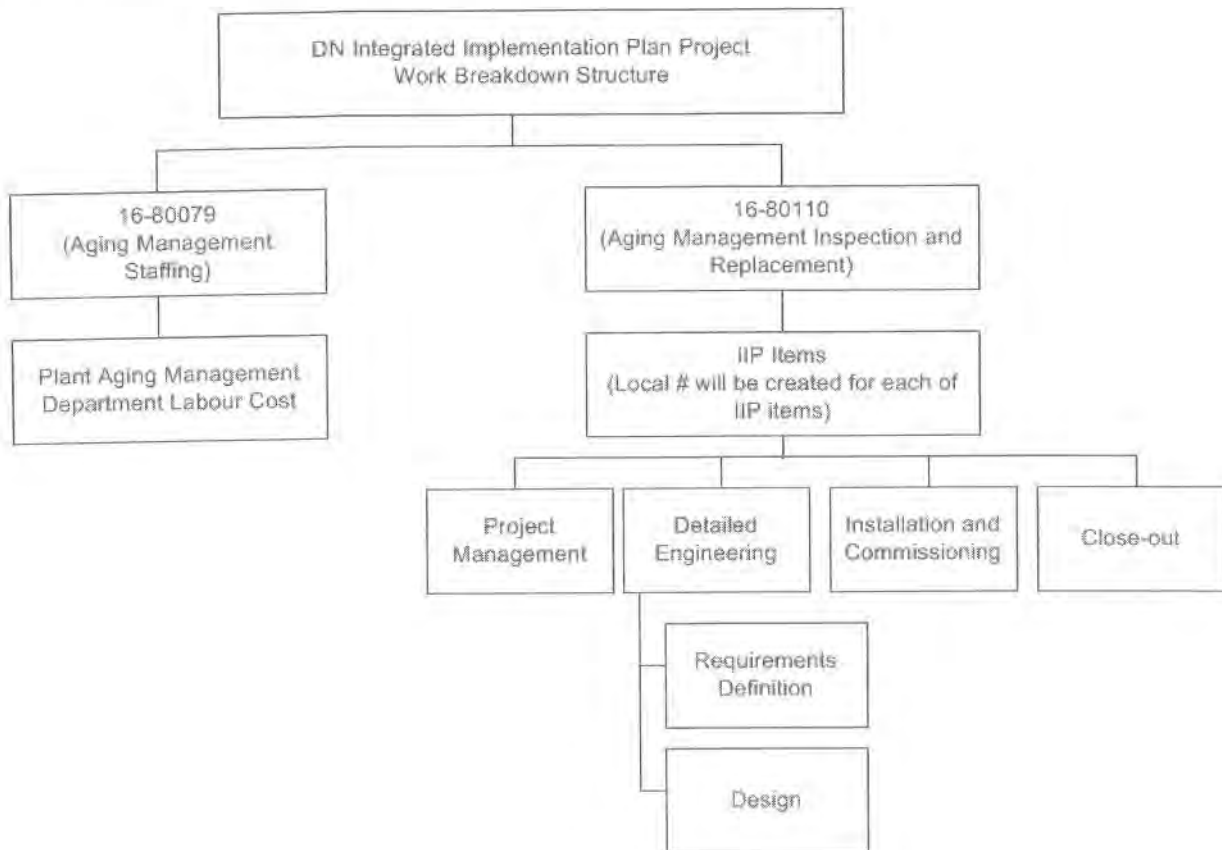 DN Integrated Implementation Plan Project
Work Breakdown Structure
16-80079
(Aging Management
Staffing)
16-80110
(Aging Management Inspection and
Replacement)
Plant Aging Management
Department Labour Cost
IIP Items
(Local # will be created for each of
IIP items)
Project
Management
Detailed
Engineering
Installation and
Commissioning
Close-out
Requirements
Definition
Design